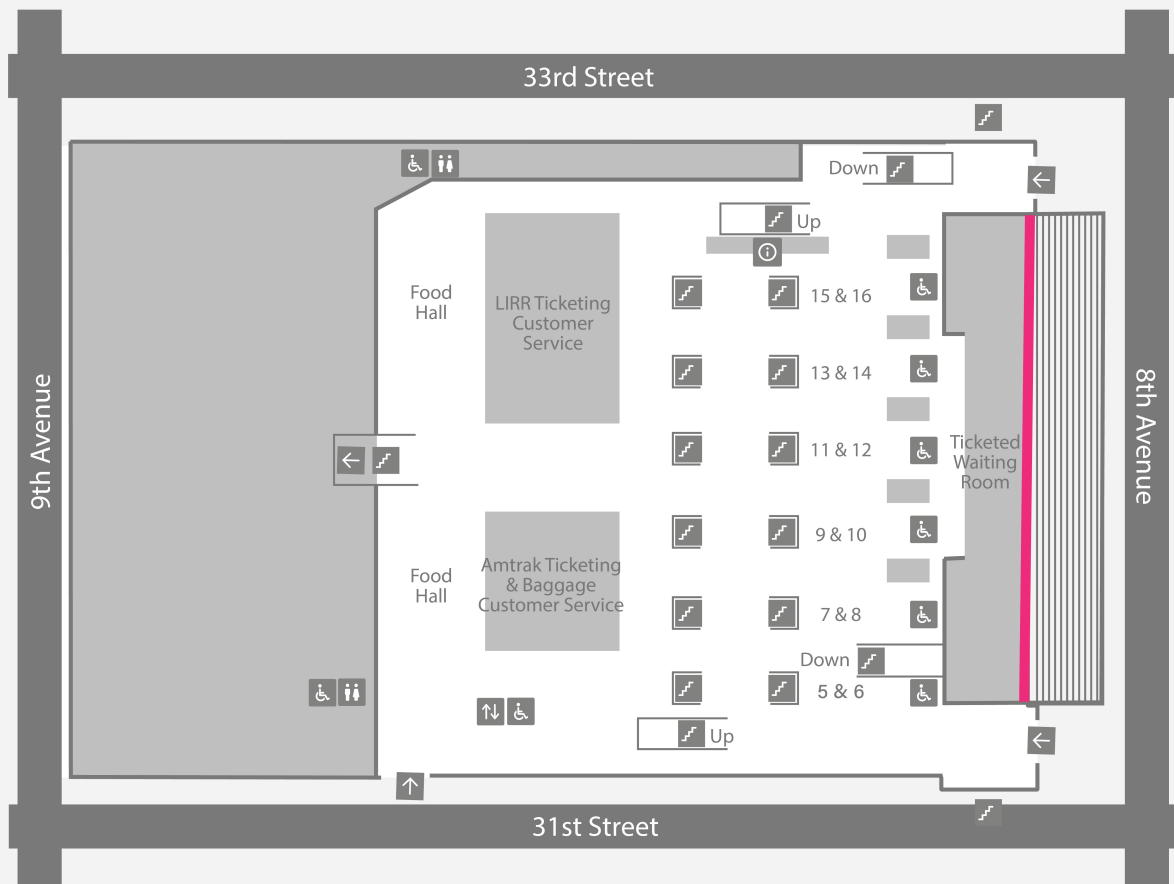 33rd Street
Down
Up
Food
Hall
LIRR Ticketing
Customer
Service
15 & 16
13 & 14
9th Avenue
8th Avenue
11 & 12
Ticketed
Waiting
Room
9 & 10
Food
Hall
Amtrak Ticketing
& Baggage
Customer Service
7 & 8
Down
5 & 6
Up
31st Street